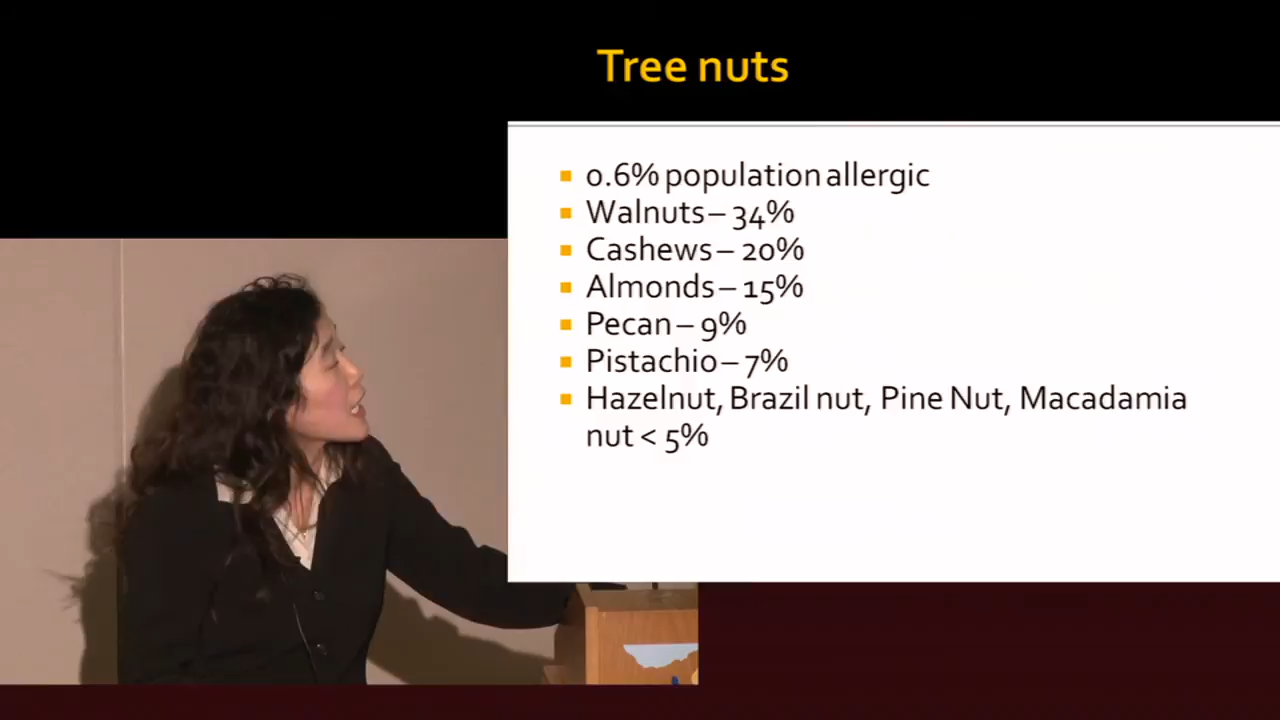 Tree nuts
0.6% population allergic
Walnuts – 34%
Cashews – 20%
Almonds – 15%
Pecan – 9%
Pistachio – 7%
Hazelnut, Brazil nut, Pine Nut, Macadamia
nut < 5%